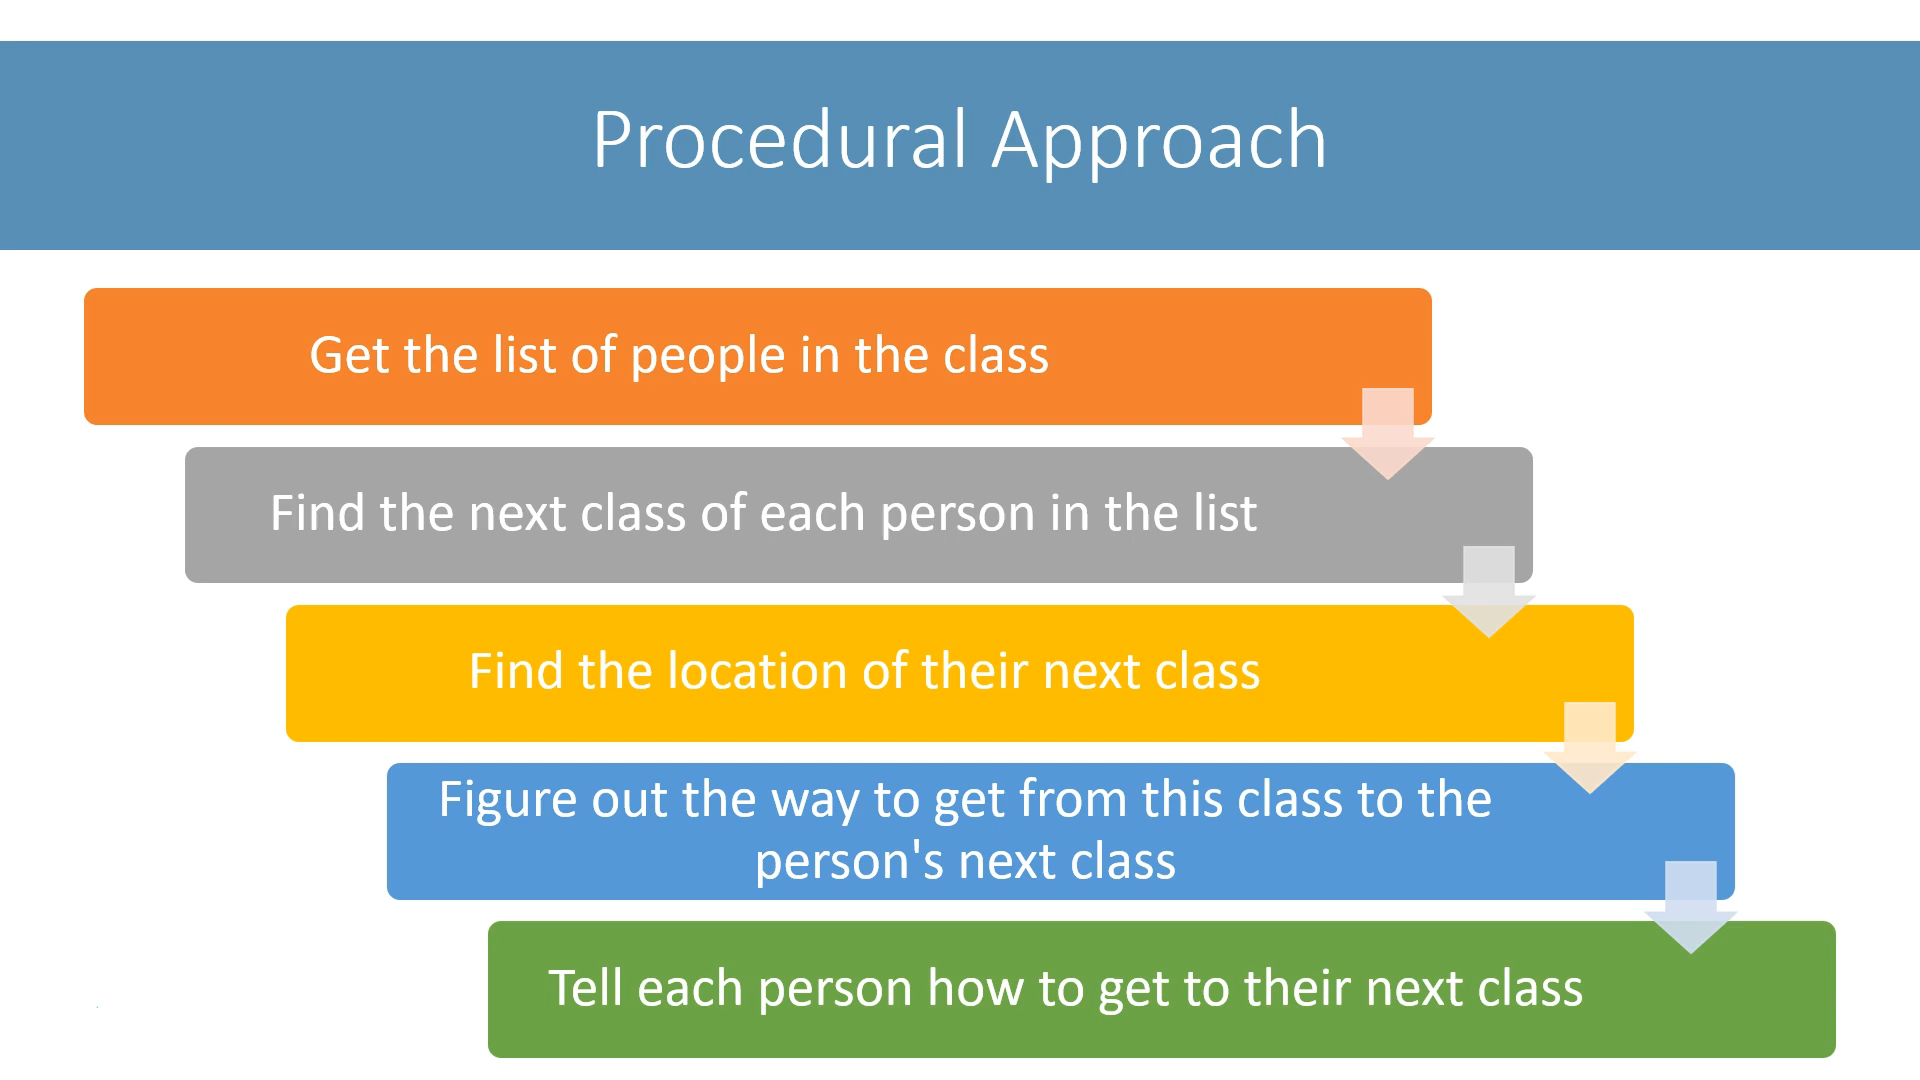 Procedural Approach
Get the list of people in the class
Find the next class of each person in the list
Find the location of their next class
Figure out the way to get from this class to the
person's next class
Tell each person how to get to their next class